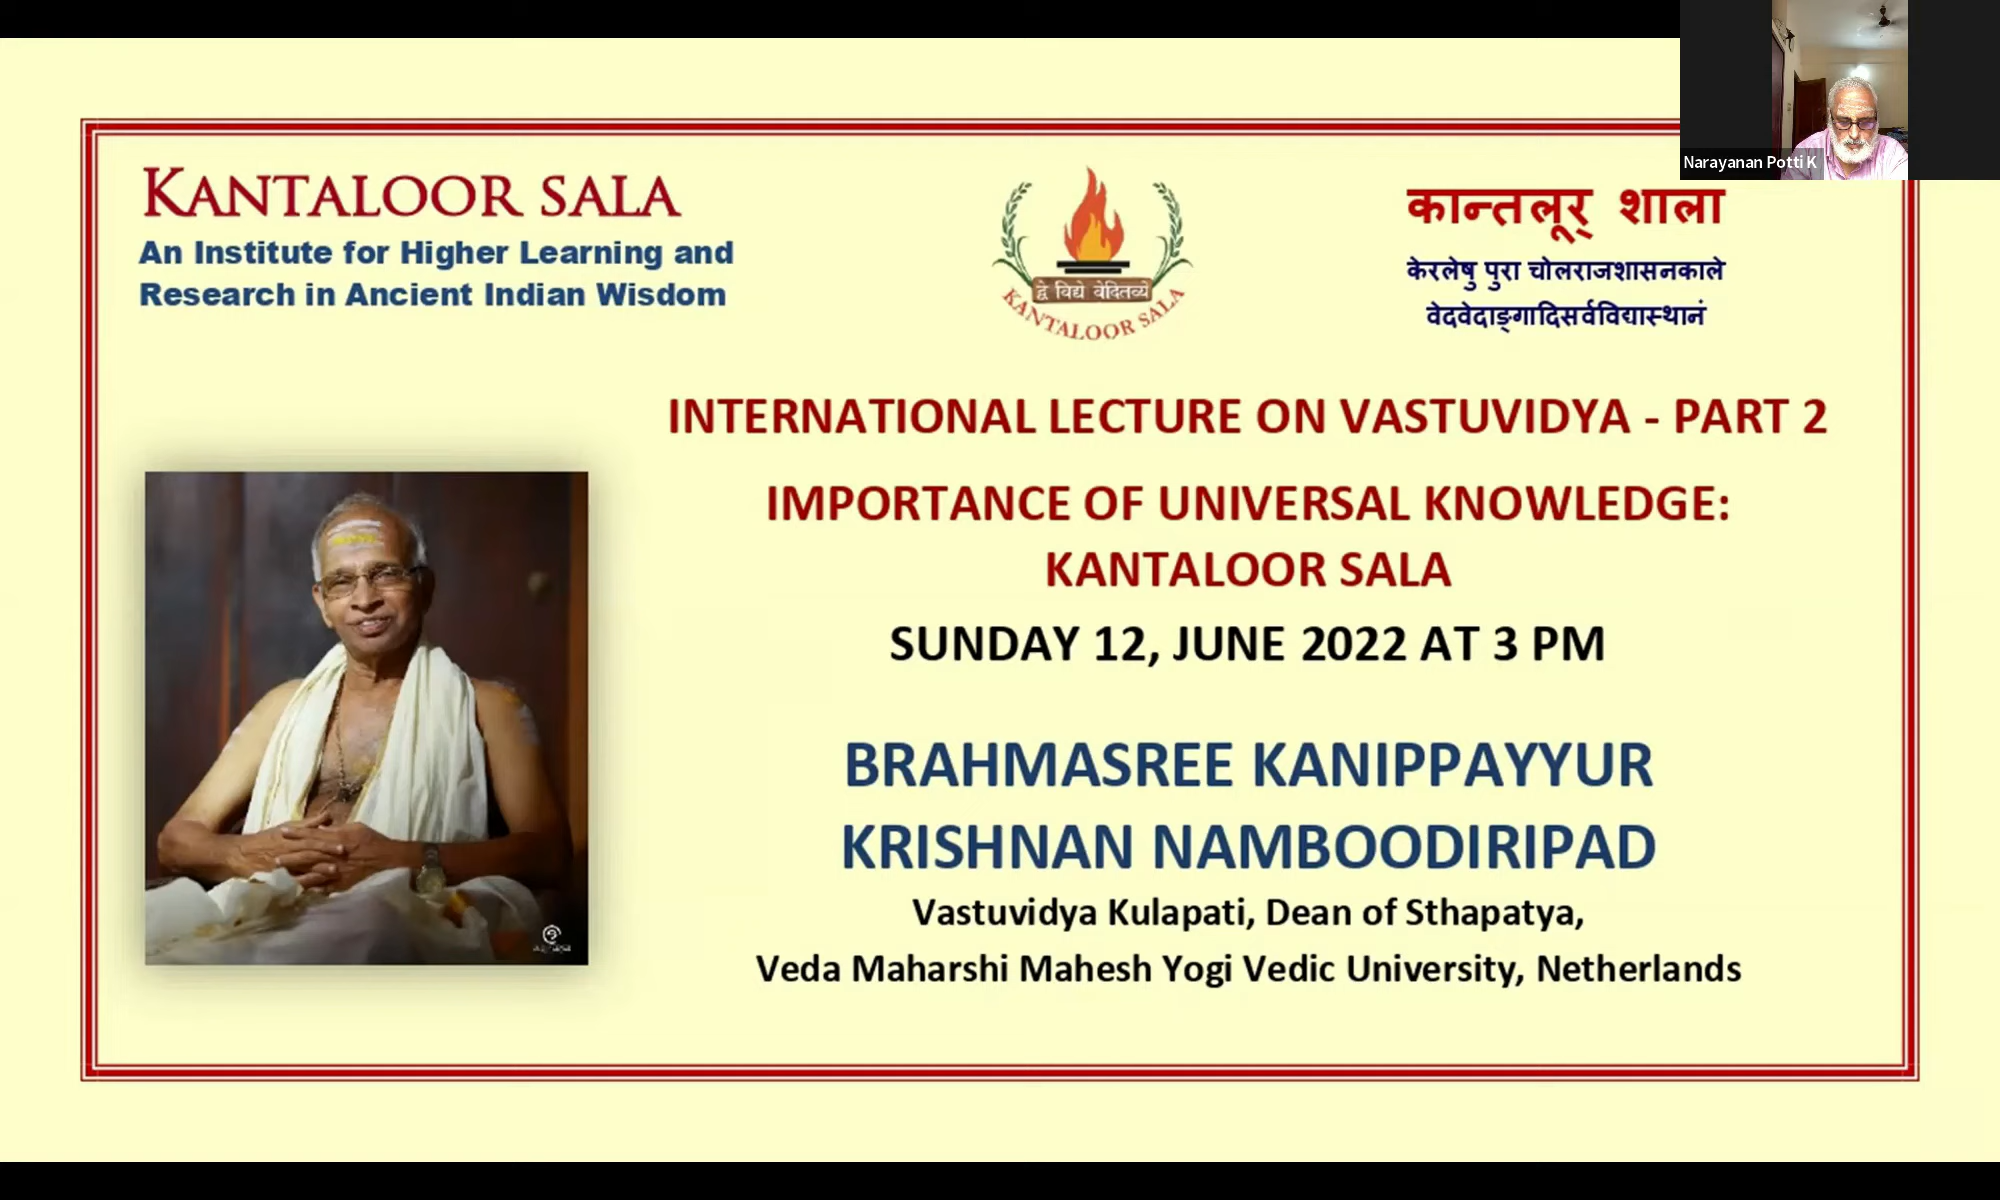 KANTALOOR SALA
An Institute for Higher Learning and
Research in Ancient Indian Wisdom
द्वे विद्ये वेदितव्ये
KANTALOOR SALA
कान्तलूर् शाला
केरलेषु पुरा चोलराजशासनकाले
वेदवेदाङ्गादिसर्वविद्यास्थानं
Narayanan Potti K
INTERNATIONAL LECTURE ON VASTUVIDYA - PART 2
IMPORTANCE OF UNIVERSAL KNOWLEDGE:
KANTALOOR SALA
SUNDAY 12, JUNE 2022 AT 3 PM
BRAHMASREE KANIPPAYYUR
KRISHNAN NAMBOODIRIPAD
Vastuvidya Kulapati, Dean of Sthapatya,
Veda Maharshi Mahesh Yogi Vedic University, Netherlands